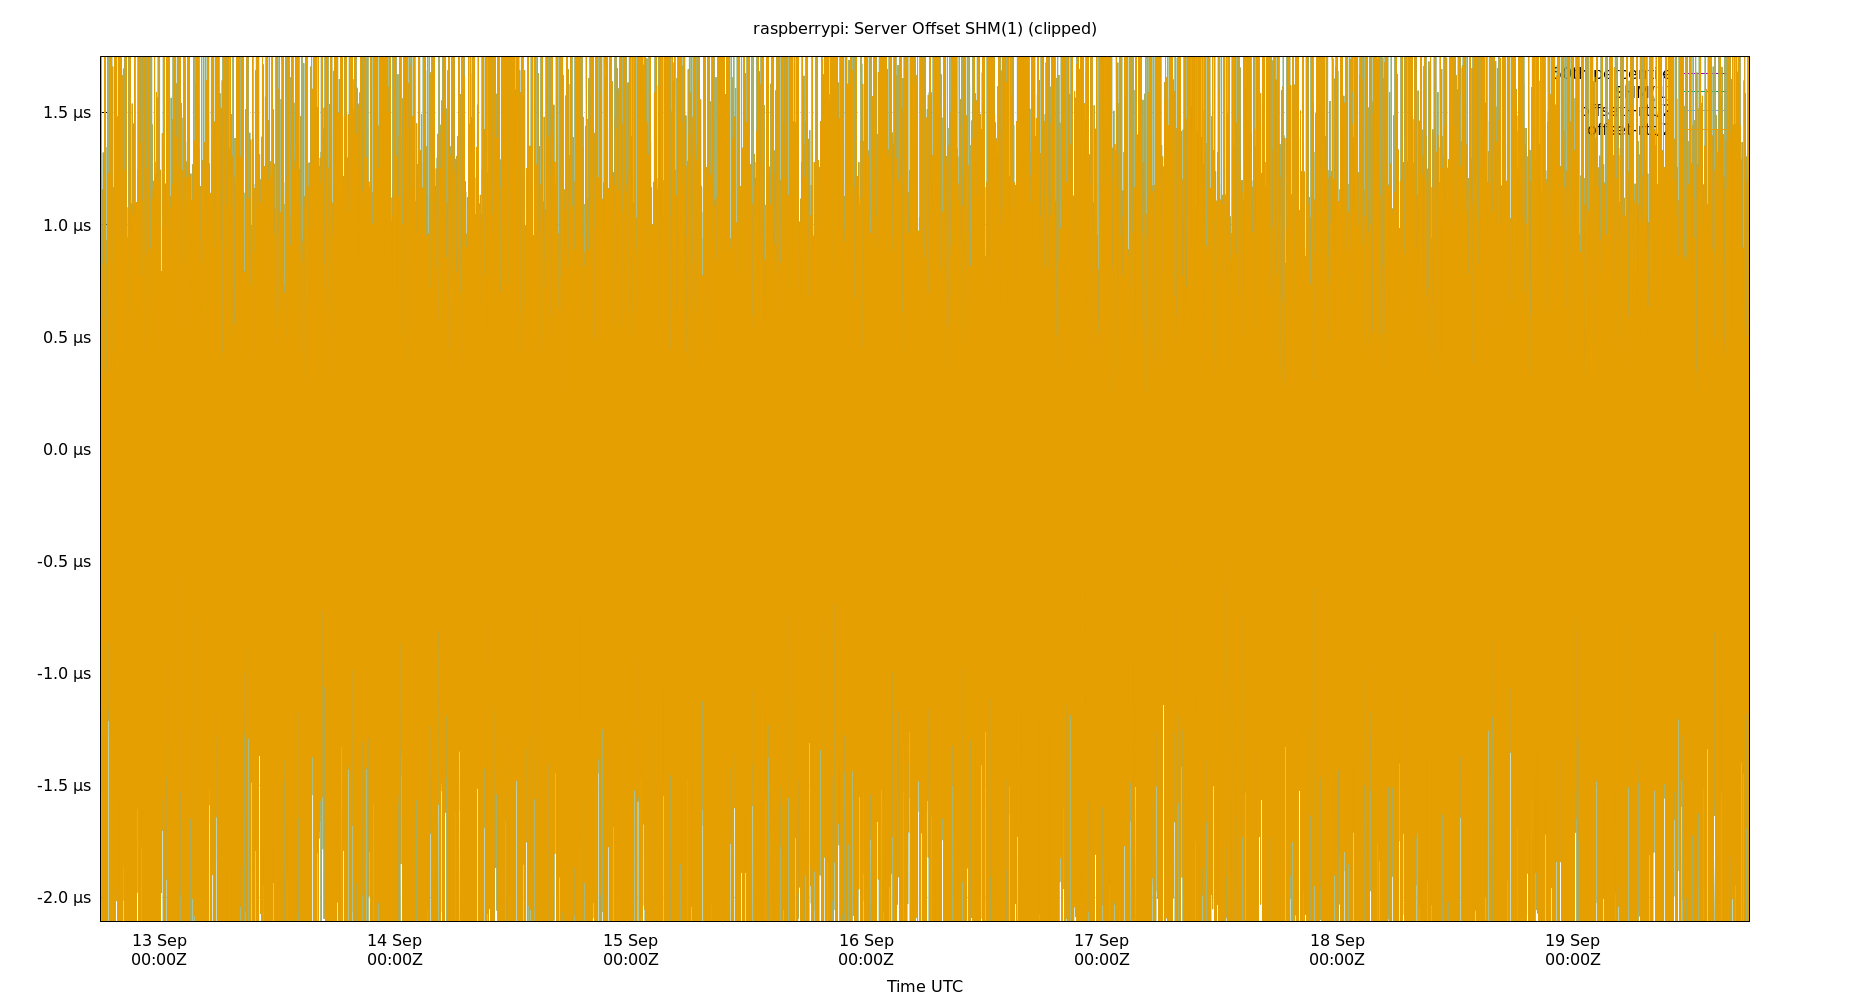 raspberrypi: Server Offset SHM(1) (clipped)
percentile
1.5 µs
1.0 µs
0.5 µs
0.0 µs
-0.5 µs
-1.0 µs
-1.5 µs
-2.0 µs
13 Sep 14 Sep 15 Sep 16 Sep 17 Sep 18 Sep 19 Sep
00:00Z 00:00Z 00:00Z 00:00Z 00:00Z 00:00Z 00:00Z
Time UTC